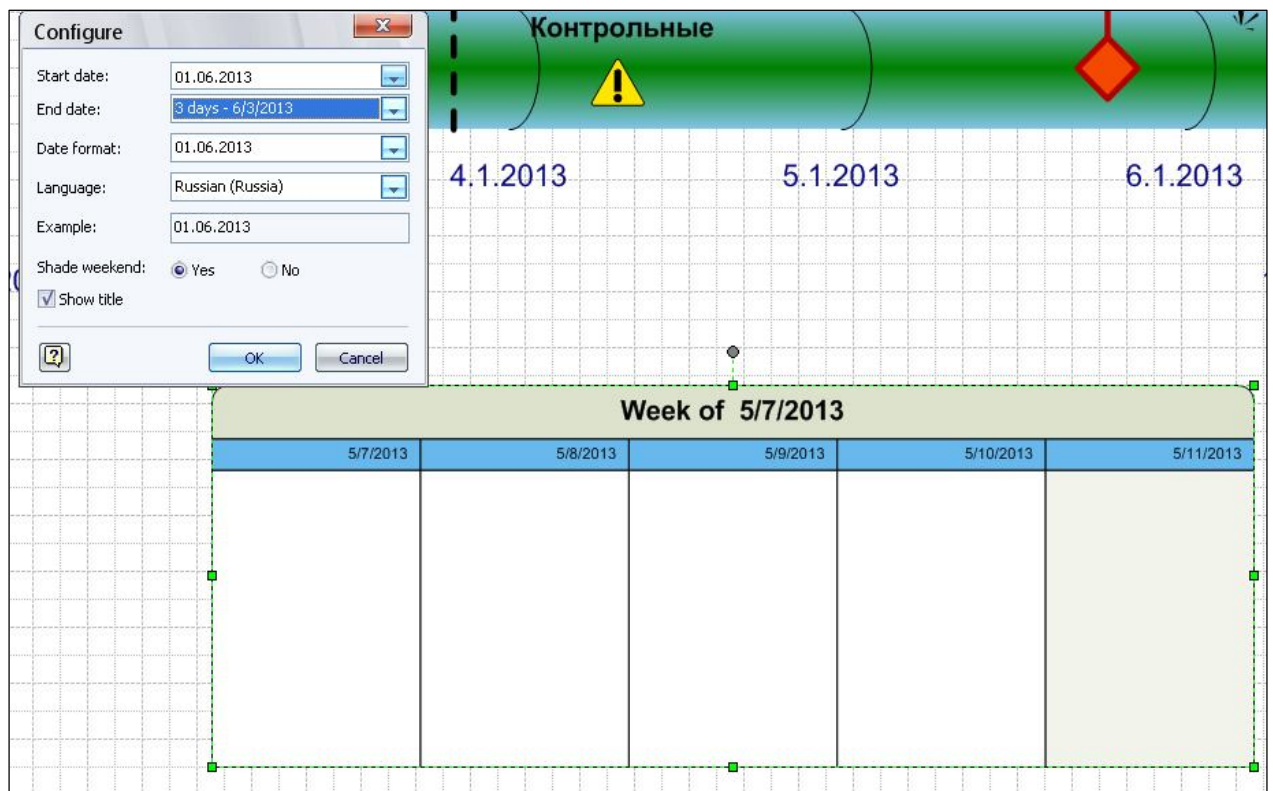 Configure
Start date: 01.06.2013
End date: 3 days - 6/3/2013
Date format: 01.06.2013
Language: Russian (Russia)
Example: 01.06.2013
Shade weekend: Yes No
Show title
OK Cancel
Контрольные
4.1.2013 5.1.2013 6.1.2013
Week of 5/7/2013
5/7/2013 5/8/2013 5/9/2013 5/10/2013 5/11/2013